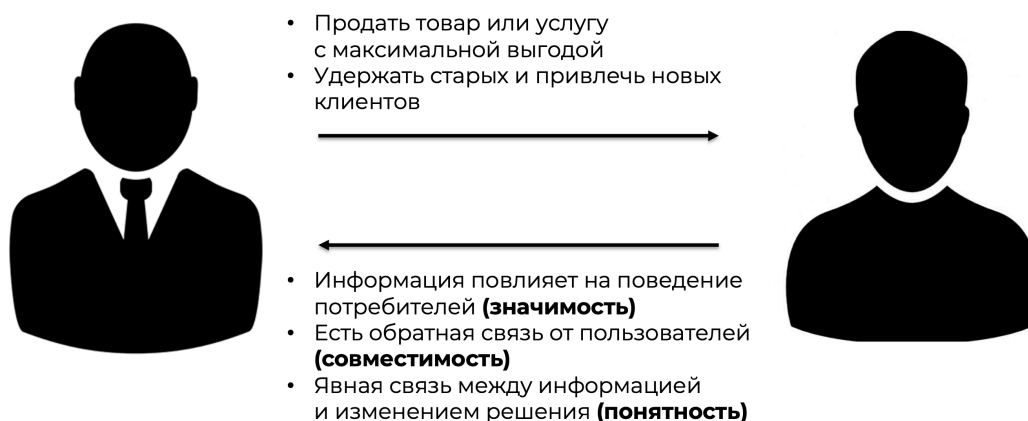 • Продать товар или услугу
с максимальной выгодой
• Удержать старых и привлечь новых
клиентов
• Информация повлияет на поведение
потребителей (значимость)
• Есть обратная связь от пользователей
(совместимость)
• Явная связь между информацией
и изменением решения (понятность)